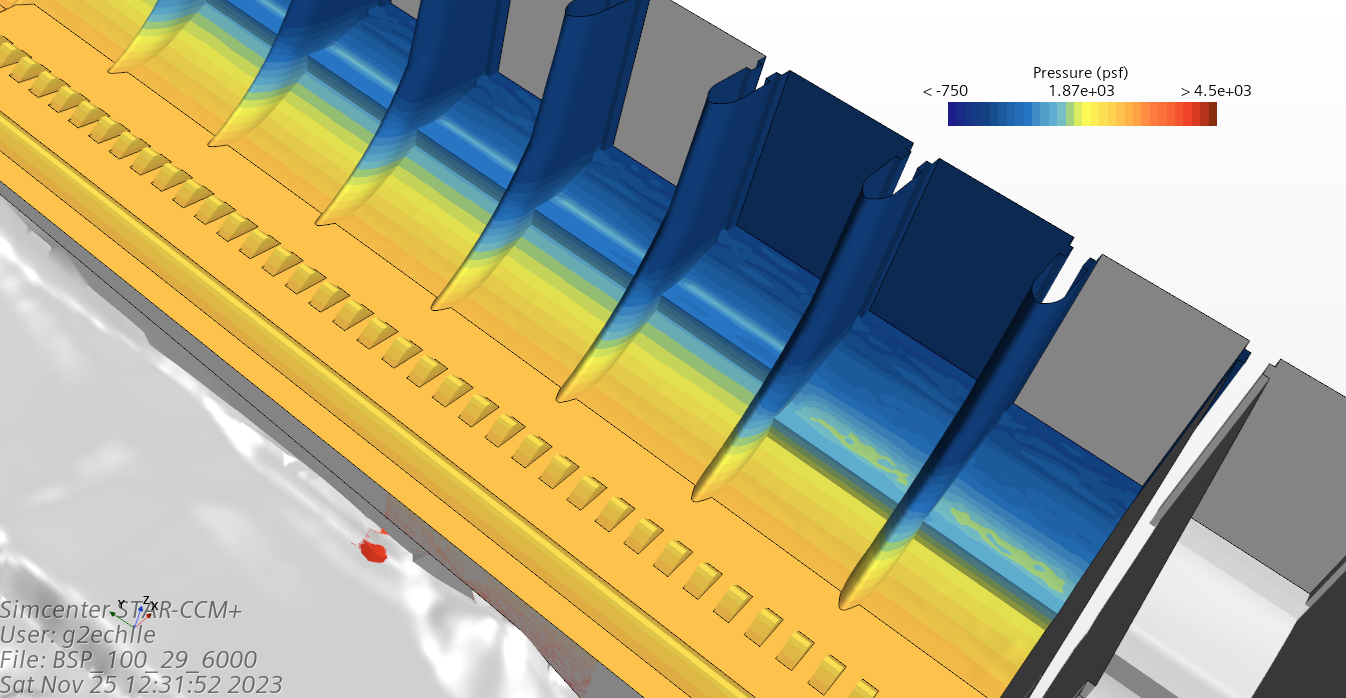 Pressure (psf)
< -750 1.87e+03 > 4.5e+03
Y Z X
Simcenter STAR-CCM+
User: g2echlle
File: BSP_100_29_6000
Sat Nov 25 12:31:52 2023